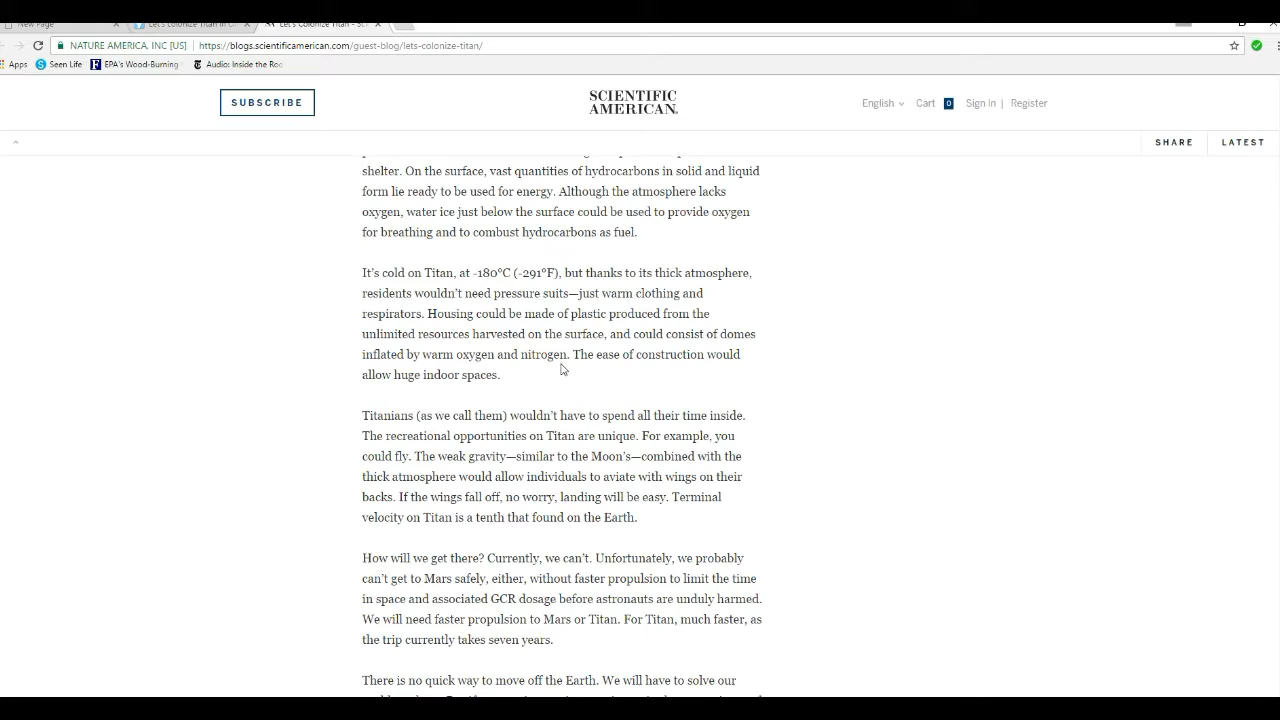 New Page
Let's Colonize Titan
NATURE AMERICA, INC [US] https://blogs.scientificamerican.com/guest-blog/lets-colonize-titan/
Apps Seen Life EPA's Wood-Burning Audio: Inside the Ro
SUBSCRIBE
SCIENTIFIC
AMERICAN
English Cart 0 Sign In | Register
SHARE LATEST
shelter. On the surface, vast quantities of hydrocarbons in solid and liquid
form lie ready to be used for energy. Although the atmosphere lacks
oxygen, water ice just below the surface could be used to provide oxygen
for breathing and to combust hydrocarbons as fuel.
It's cold on Titan, at -180°C (-291°F), but thanks to its thick atmosphere,
residents wouldn't need pressure suits—just warm clothing and
respirators. Housing could be made of plastic produced from the
unlimited resources harvested on the surface, and could consist of domes
inflated by warm oxygen and nitrogen. The ease of construction would
allow huge indoor spaces.
Titanians (as we call them) wouldn't have to spend all their time inside.
The recreational opportunities on Titan are unique. For example, you
could fly. The weak gravity—similar to the Moon's—combined with the
thick atmosphere would allow individuals to aviate with wings on their
backs. If the wings fall off, no worry, landing will be easy. Terminal
velocity on Titan is a tenth that found on the Earth.
How will we get there? Currently, we can't. Unfortunately, we probably
can't get to Mars safely, either, without faster propulsion to limit the time
in space and associated GCR dosage before astronauts are unduly harmed.
We will need faster propulsion to Mars or Titan. For Titan, much faster, as
the trip currently takes seven years.
There is no quick way to move off the Earth. We will have to solve our